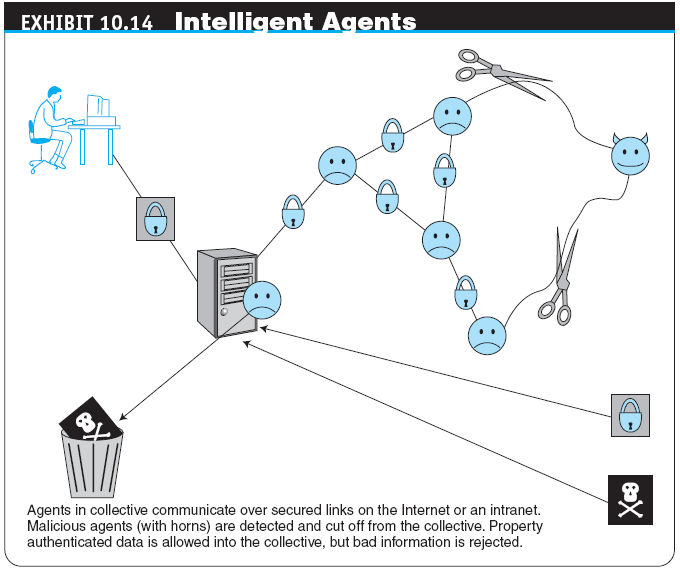 EXHIBIT 10.14 Intelligent Agents
Agents in collective communicate over secured links on the Internet or an intranet.
Malicious agents (with horns) are detected and cut off from the collective. Property
authenticated data is allowed into the collective, but bad information is rejected.